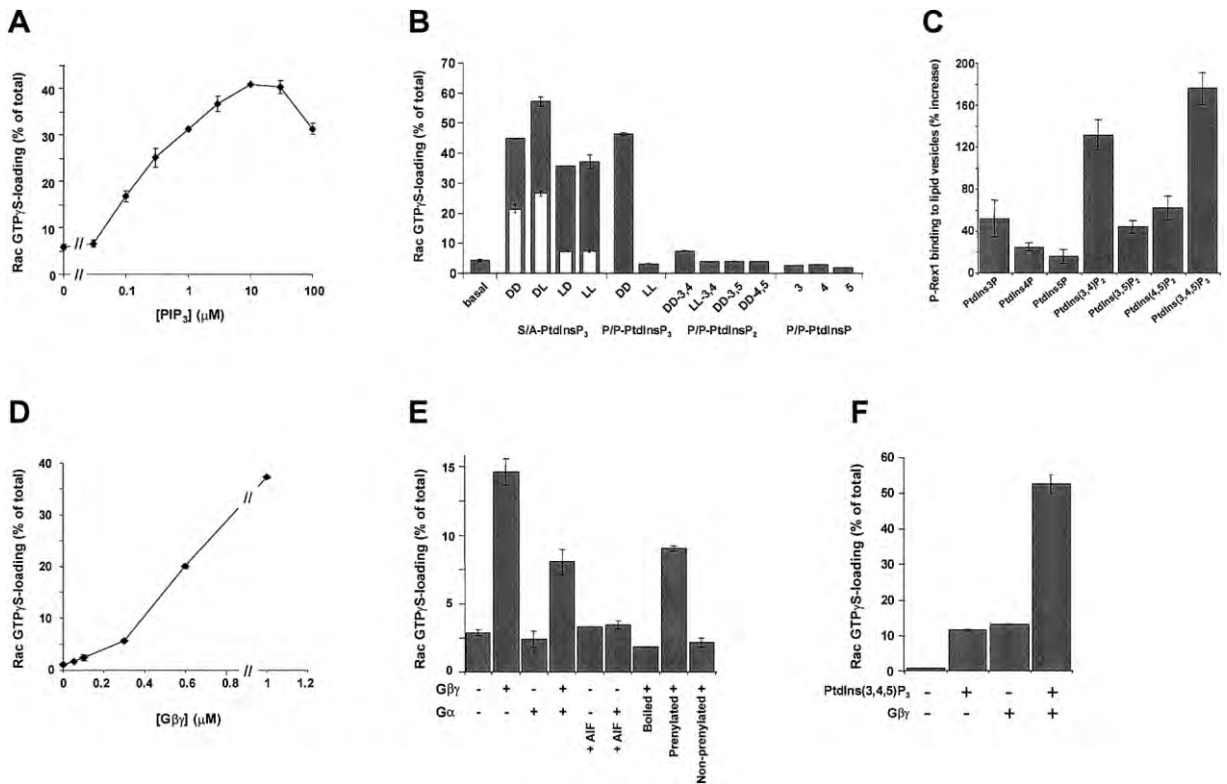 A
Rac GTPγS-loading (% of total)
50
40
30
20
10
0
0 // 0.1 1 10 100
[PIP₃] (μM)
B
Rac GTPγS-loading (% of total)
70
60
50
40
30
20
10
0
basal DD DL LD LL DD LL DD-3,4 LL-3,4 DD-3,5 DD-4,5 3 4 5
S/A-PtdInsP₃ P/P-PtdInsP₃ P/P-PtdInsP₂ P/P-PtdInsP
C
P-Rex1 binding to lipid vesicles (% increase)
200
160
120
80
40
0
PtdIns3P PtdIns4P PtdIns5P PtdIns(3,4)P₂ PtdIns(3,5)P₂ PtdIns(4,5)P₂ PtdIns(3,4,5)P₃
D
Rac GTPγS-loading (% of total)
40
30
20
10
0
0 0.2 0.4 0.6 0.8 // 1 1.2
[Gβγ] (μM)
E
Rac GTPγS-loading (% of total)
15
10
5
0
Gβγ - + - + - - Boiled + Prenylated + Non-prenylated +
Gα - - + + + AlF + AlF +
F
Rac GTPγS-loading (% of total)
60
50
40
30
20
10
0
PtdIns(3,4,5)P₃ - + - +
Gβγ - - + +